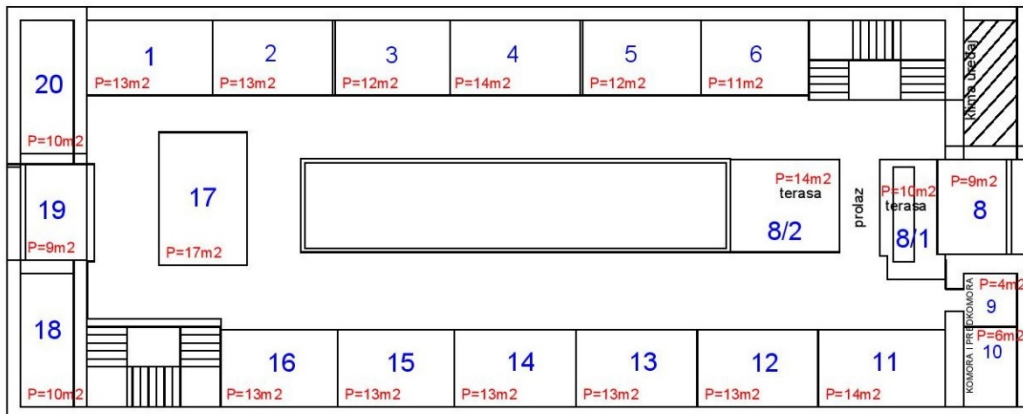 1
P=13m2
2
P=13m2
3
P=12m2
4
P=14m2
5
P=12m2
6
P=11m2
klima uređaj
20
P=10m2
19
P=9m2
17
P=17m2
P=14m2
terasa
8/2
prolaz
P=10m2
terasa
8/1
P=9m2
8
18
P=10m2
16
P=13m2
15
P=13m2
14
P=13m2
13
P=13m2
12
P=13m2
11
P=14m2
KOMORA I PREDKOMORA
P=4m2
9
P=6m2
10